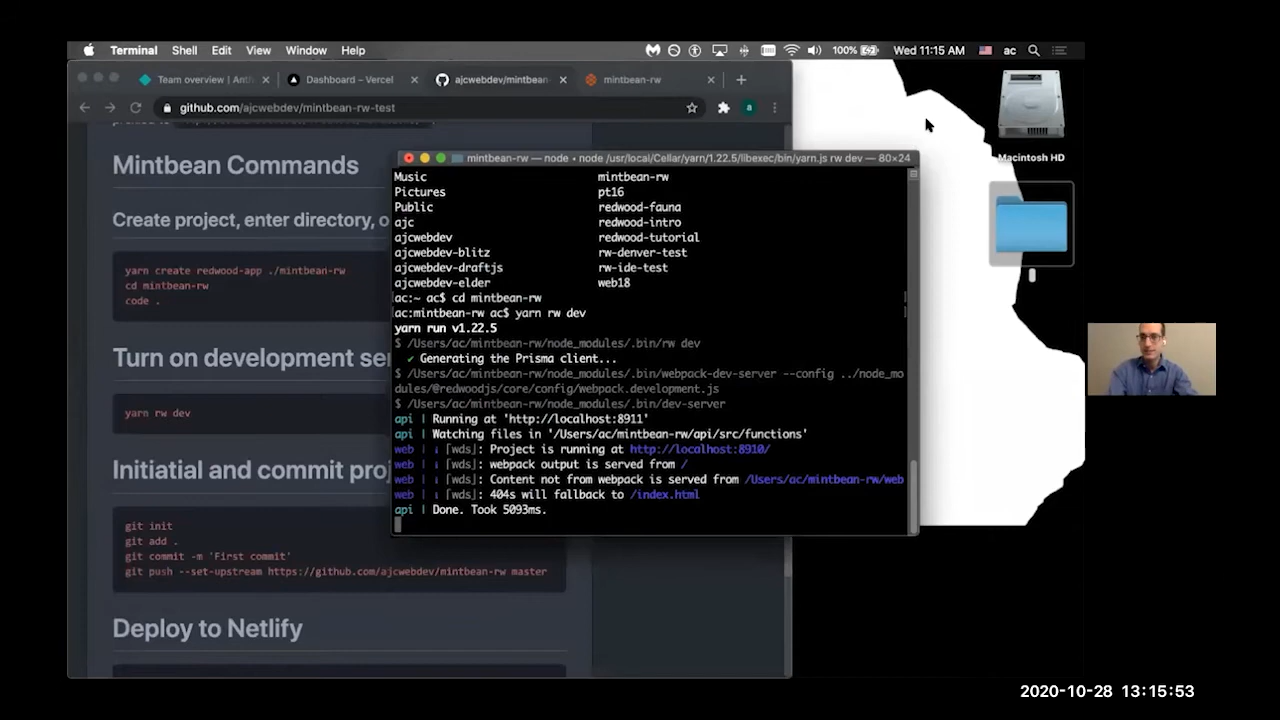 Terminal Shell Edit View Window Help 100% Wed 11:15 AM ac
Team overview | Anth Dashboard – Vercel ajcwebdev/mintbean- mintbean-rw
github.com/ajcwebdev/mintbean-rw-test a
Macintosh HD
Mintbean Commands
Create project, enter directory, o
yarn create redwood-app ./mintbean-rw
cd mintbean-rw
code .
Turn on development ser
yarn rw dev
Initiatial and commit proj
git init
git add .
git commit -m 'First commit'
git push --set-upstream https://github.com/ajcwebdev/mintbean-rw master
Deploy to Netlify
mintbean-rw — node • node /usr/local/Cellar/yarn/1.22.5/libexec/bin/yarn.js rw dev — 80×24
Music mintbean-rw
Pictures pt16
Public redwood-fauna
ajc redwood-intro
ajcwebdev redwood-tutorial
ajcwebdev-blitz rw-denver-test
ajcwebdev-draftjs rw-ide-test
ajcwebdev-elder web18
ac:~ ac$ cd mintbean-rw
ac:mintbean-rw ac$ yarn rw dev
yarn run v1.22.5
$ /Users/ac/mintbean-rw/node_modules/.bin/rw dev
✔ Generating the Prisma client...
$ /Users/ac/mintbean-rw/node_modules/.bin/webpack-dev-server --config ../node_mo
dules/@redwoodjs/core/config/webpack.development.js
$ /Users/ac/mintbean-rw/node_modules/.bin/dev-server
api | Running at 'http://localhost:8911'
api | Watching files in '/Users/ac/mintbean-rw/api/src/functions'
web | i ｢wds｣: Project is running at http://localhost:8910/
web | i ｢wds｣: webpack output is served from /
web | i ｢wds｣: Content not from webpack is served from /Users/ac/mintbean-rw/web
web | i ｢wds｣: 404s will fallback to /index.html
api | Done. Took 5093ms.
2020-10-28 13:15:53